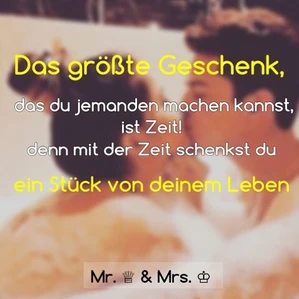 Das größte Geschenk,
das du jemanden machen kannst,
ist Zeit!
denn mit der Zeit schenkst du
ein Stück von deinem Leben
Mr. ♕ & Mrs. ♔